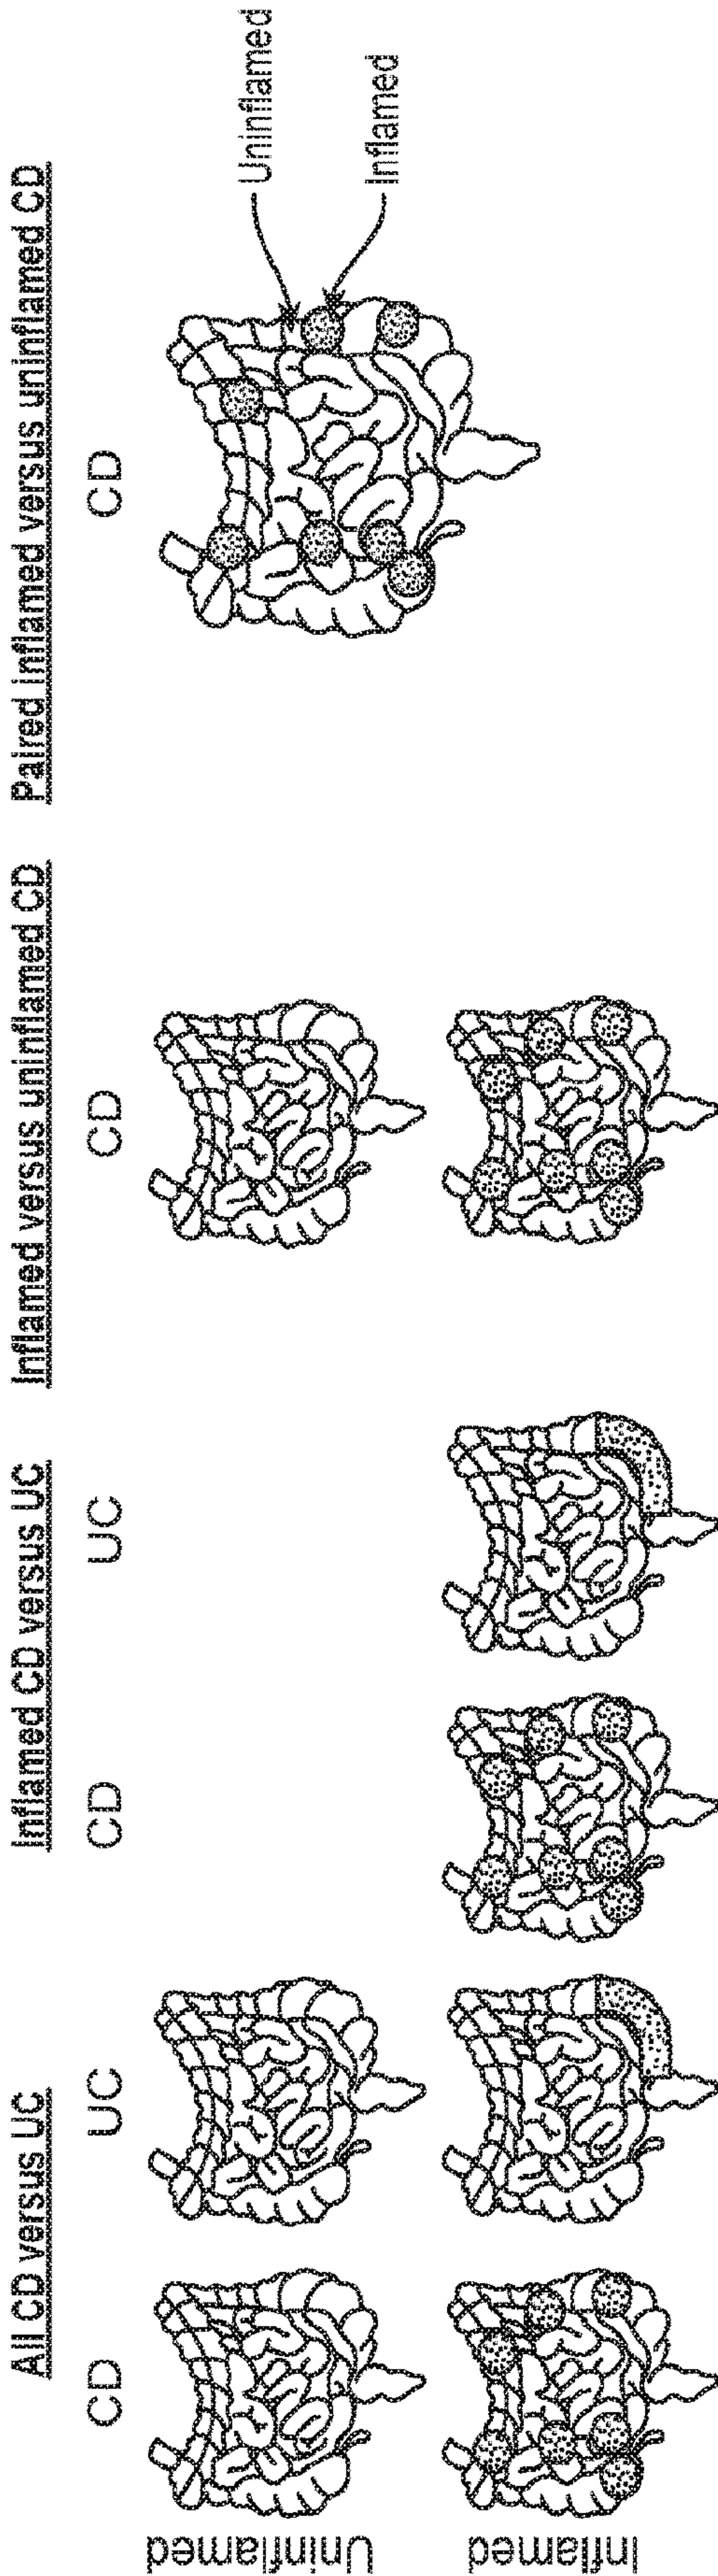 All CD versus UC
Inflamed CD versus UC
Inflamed versus uninflamed CD
Paired inflamed versus uninflamed CD
CD
UC
CD
UC
CD
CD
Uninflamed
Inflamed
Uninflamed
Inflamed